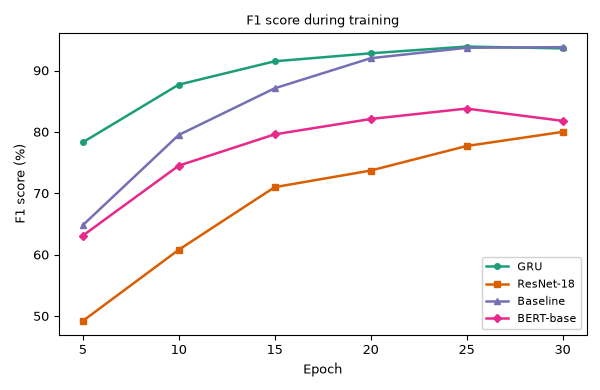 F1 score during training
F1 score (%)
90
80
70
60
50
5 10 15 20 25 30
Epoch
GRU
ResNet-18
Baseline
BERT-base